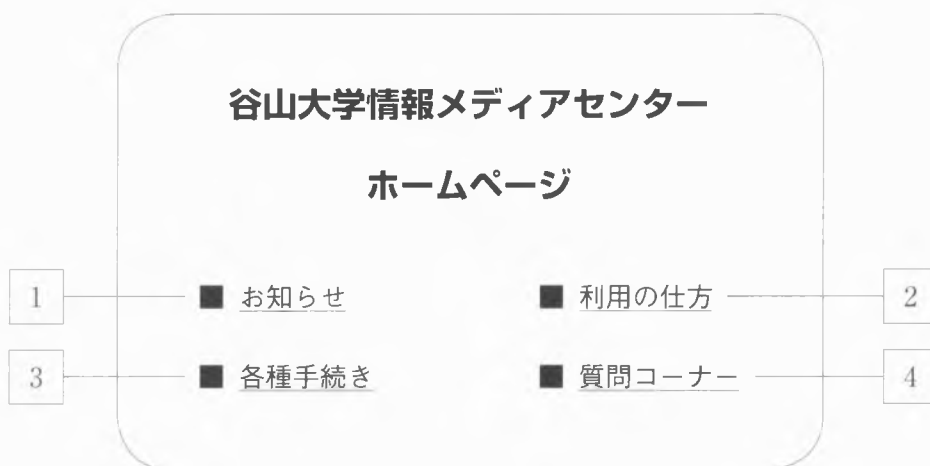 谷山大学情報メディアセンター
ホームページ
1 ■ お知らせ ■ 利用の仕方 2
3 ■ 各種手続き ■ 質問コーナー 4